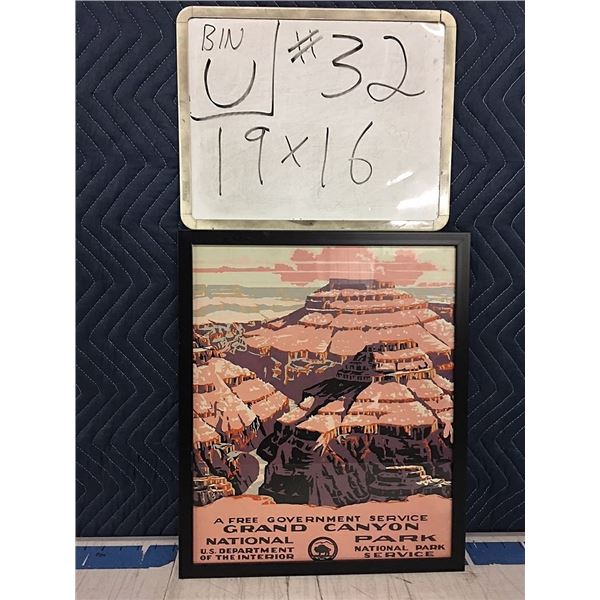 BIN
U #32
19x16
A FREE GOVERNMENT SERVICE
GRAND CANYON
NATIONAL PARK
U.S. DEPARTMENT OF THE INTERIOR
NATIONAL PARK SERVICE